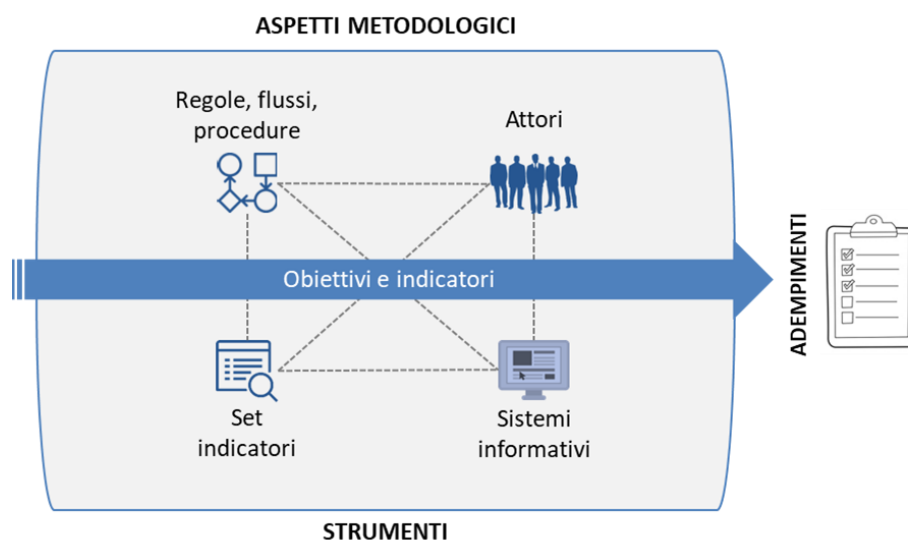 ASPETTI METODOLOGICI
Regole, flussi,
procedure
Attori
Obiettivi e indicatori
ADEMPIMENTI
Set
indicatori
Sistemi
informativi
STRUMENTI